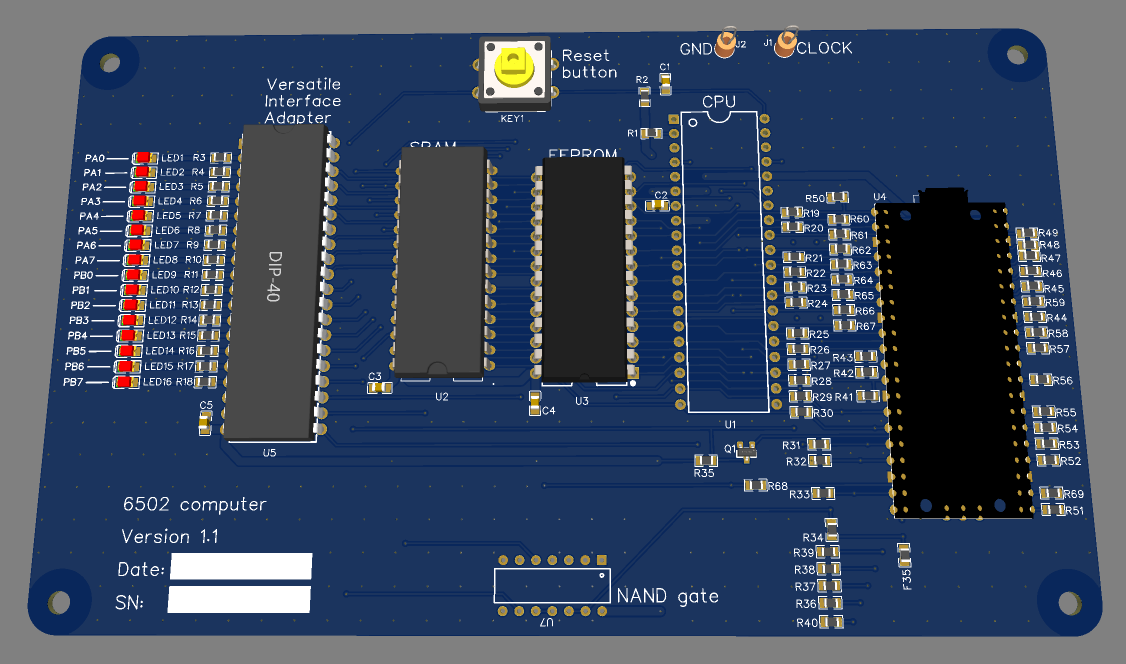 GND
J2
J1
CLOCK
Reset
button
KEY1
C1
R2
R1
CPU
Versatile
Interface
Adapter
SRAM
EEPROM
PA0 LED1 R3
PA1 LED2 R4
PA2 LED3 R5
PA3 LED4 R6
PA4 LED5 R7
PA5 LED6 R8
PA6 LED7 R9
PA7 LED8 R10
PB0 LED9 R11
PB1 LED10 R12
PB2 LED11 R13
PB3 LED12 R14
PB4 LED13 R15
PB5 LED14 R16
PB6 LED15 R17
PB7 LED16 R18
DIP-40
C2
C3
C4
C5
U5
U2
U3
U1
U4
R50
R19
R20
R60
R61
R62
R63
R64
R65
R66
R67
R21
R22
R23
R24
R25
R26
R27
R28
R29
R30
R43
R42
R41
R49
R48
R47
R46
R45
R59
R44
R58
R57
R56
R55
R54
R53
R52
R69
R51
Q1
R35
R31
R32
R68
R33
R34
R39
R38
R37
R36
R40
F35
6502 computer
Version 1.1
Date:
SN:
NAND gate
U7